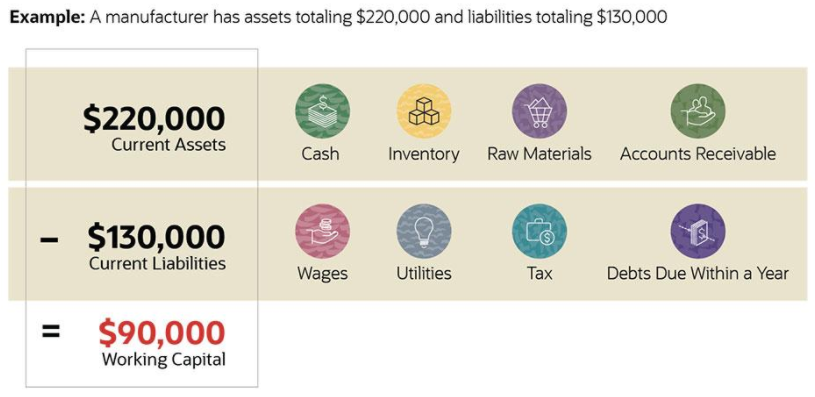 Example: A manufacturer has assets totaling $220,000 and liabilities totaling $130,000
$220,000
Current Assets
Cash
Inventory
Raw Materials
Accounts Receivable
– $130,000
Current Liabilities
Wages
Utilities
Tax
Debts Due Within a Year
= $90,000
Working Capital